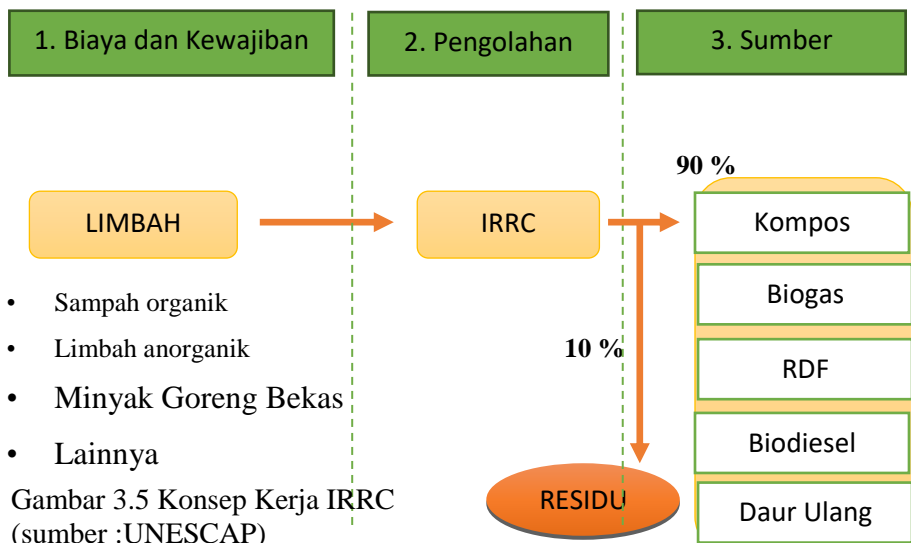 1. Biaya dan Kewajiban
2. Pengolahan
3. Sumber
90 %
LIMBAH
IRRC
Kompos
Biogas
RDF
Biodiesel
Daur Ulang
• Sampah organik
• Limbah anorganik
• Minyak Goreng Bekas
• Lainnya
10 %
RESIDU
Gambar 3.5 Konsep Kerja IRRC
(sumber :UNESCAP)